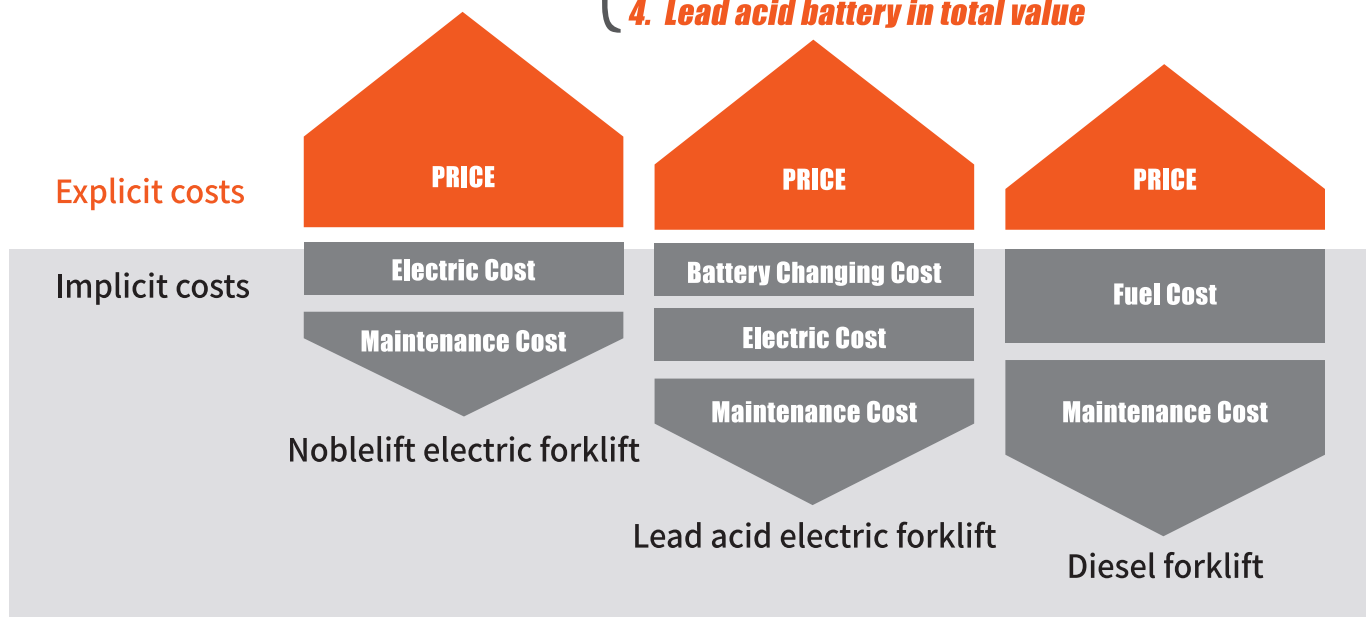 4. Lead acid battery in total value
Explicit costs
PRICE
PRICE
PRICE
Implicit costs
Electric Cost
Maintenance Cost
Noblelift electric forklift
Battery Changing Cost
Electric Cost
Maintenance Cost
Lead acid electric forklift
Fuel Cost
Maintenance Cost
Diesel forklift